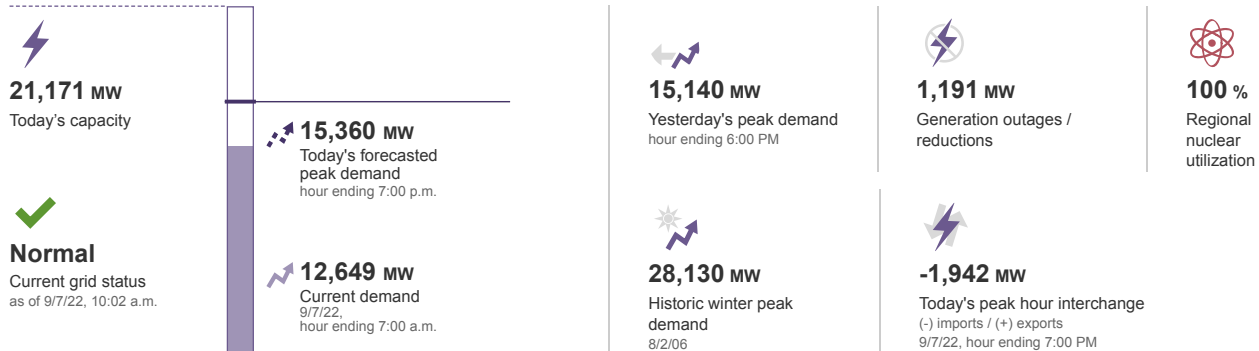 21,171 MW
Today's capacity
Normal
Current grid status
as of 9/7/22, 10:02 a.m.
15,360 MW
Today's forecasted
peak demand
hour ending 7:00 p.m.
12,649 MW
Current demand
9/7/22,
hour ending 7:00 a.m.
15,140 MW
Yesterday's peak demand
hour ending 6:00 PM
1,191 MW
Generation outages /
reductions
100 %
Regional
nuclear
utilization
28,130 MW
Historic winter peak
demand
8/2/06
-1,942 MW
Today's peak hour interchange
(-) imports / (+) exports
9/7/22, hour ending 7:00 PM